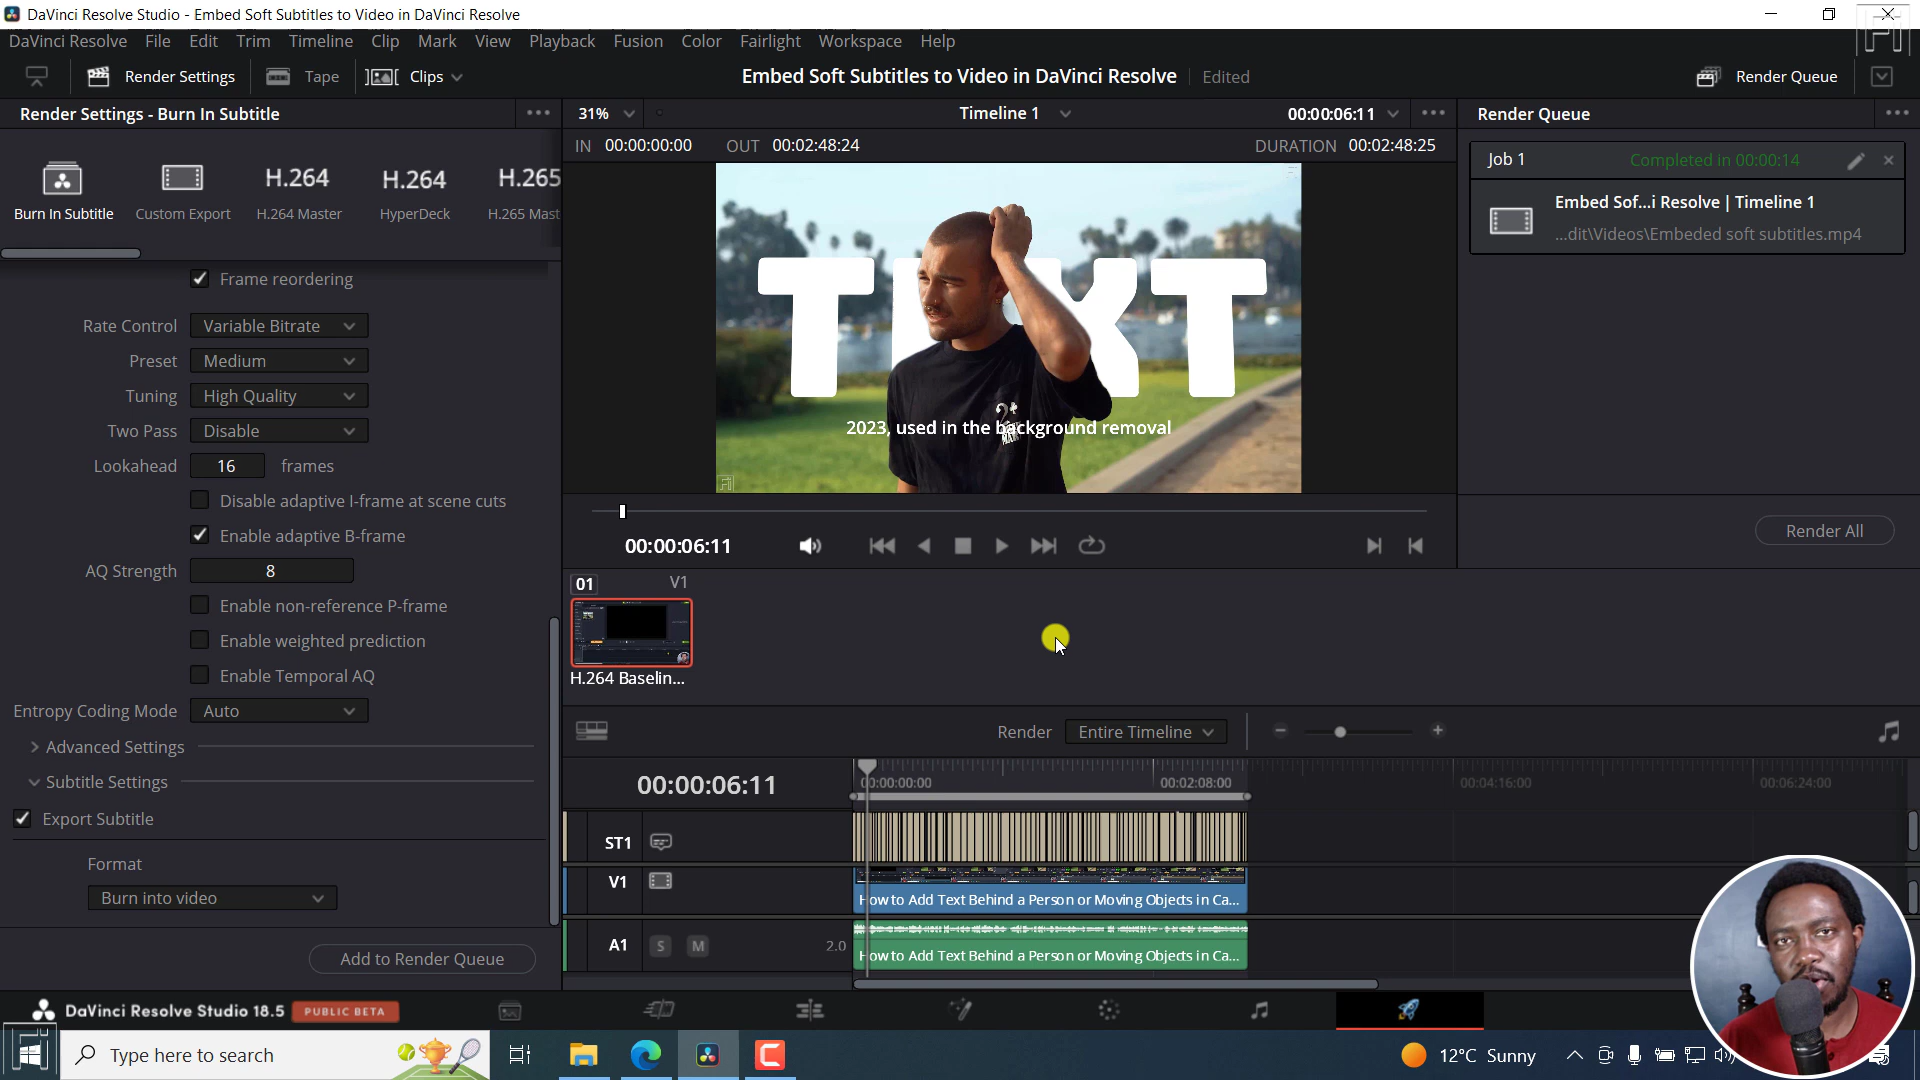 DaVinci Resolve Studio - Embed Soft Subtitles to Video in DaVinci Resolve
DaVinci Resolve File Edit Trim Timeline Clip Mark View Playback Fusion Color Fairlight Workspace Help
Render Settings Tape Clips Embed Soft Subtitles to Video in DaVinci Resolve Edited Render Queue
Render Settings - Burn In Subtitle 31% Timeline 1 00:00:06:11 Render Queue
IN 00:00:00:00 OUT 00:02:48:24 DURATION 00:02:48:25
Job 1 Completed in 00:00:14
Embed Sof...i Resolve | Timeline 1
...dit\Videos\Embeded soft subtitles.mp4
H.264 H.264 H.265
Burn In Subtitle Custom Export H.264 Master HyperDeck H.265 Mast
Frame reordering
Rate Control Variable Bitrate
Preset Medium
Tuning High Quality
Two Pass Disable
Lookahead 16 frames
Disable adaptive I-frame at scene cuts
Enable adaptive B-frame
AQ Strength 8
Enable non-reference P-frame
Enable weighted prediction
Enable Temporal AQ
Entropy Coding Mode Auto
Advanced Settings
Subtitle Settings
Export Subtitle
Format
Burn into video
Add to Render Queue
2023, used in the background removal
00:00:06:11
Render All
01 V1
H.264 Baselin...
Render Entire Timeline
00:00:06:11 00:00:00:00 00:02:08:00 00:04:16:00 00:06:24:00
ST1
V1
How to Add Text Behind a Person or Moving Objects in Ca...
A1 S M 2.0
How to Add Text Behind a Person or Moving Objects in Ca...
DaVinci Resolve Studio 18.5 PUBLIC BETA
Type here to search 12°C Sunny